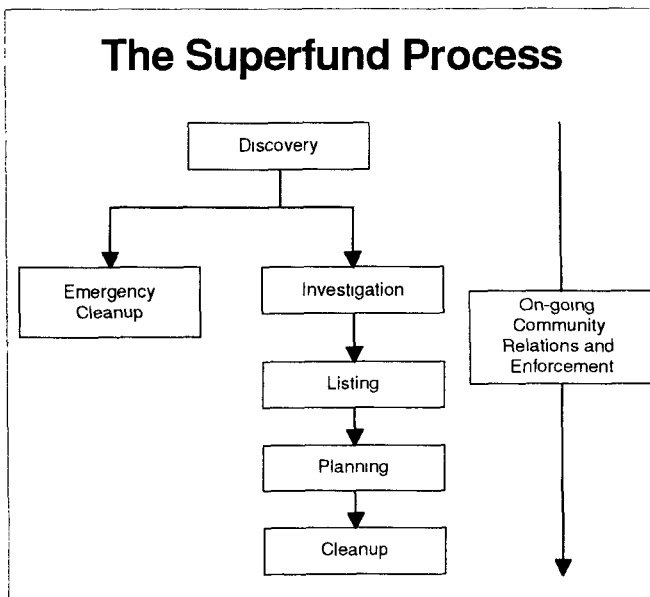 The Superfund Process
Discovery
Emergency
Cleanup
Investigation
Listing
Planning
Cleanup
On-going
Community
Relations and
Enforcement